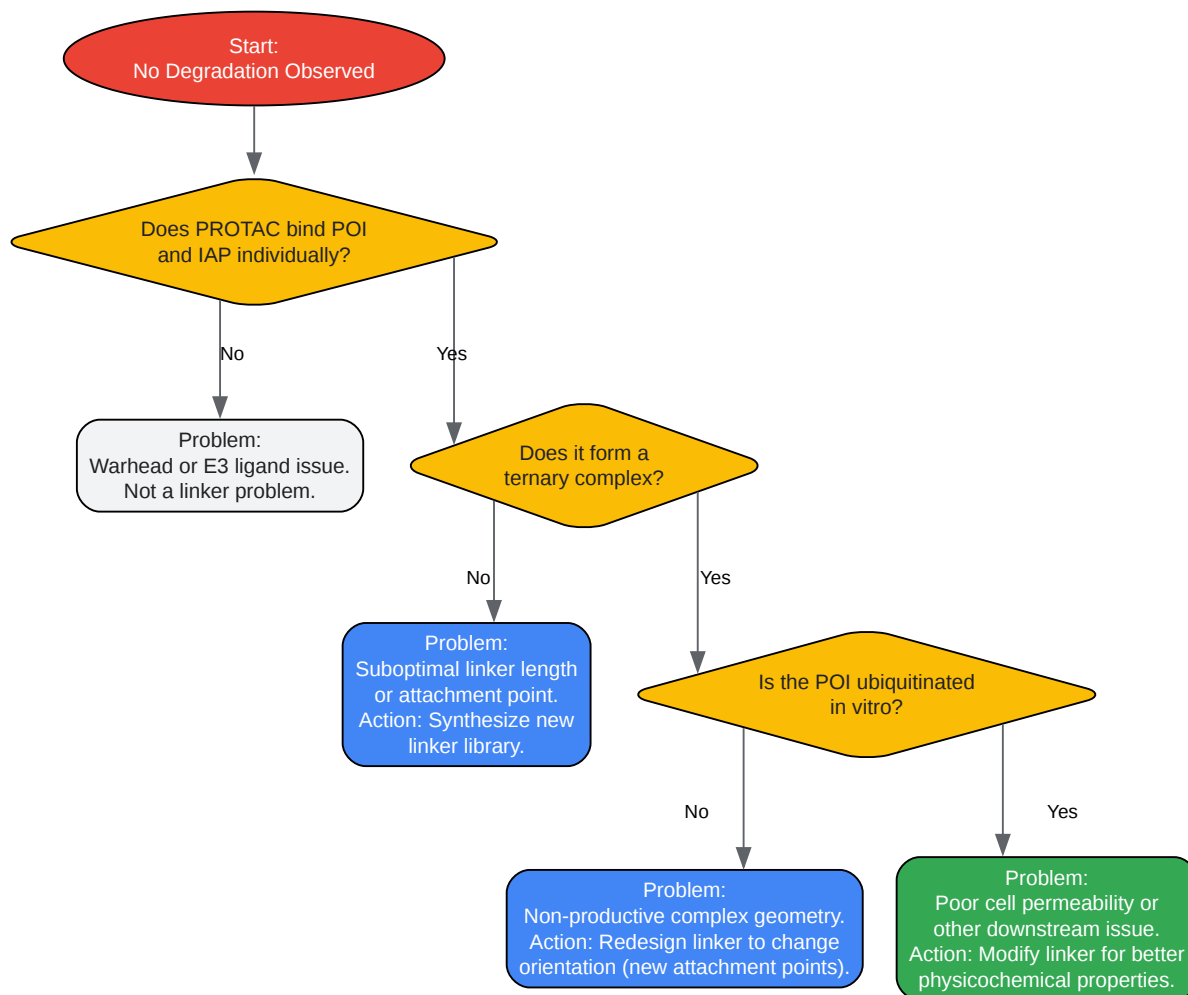 Start:
No Degradation Observed
Does PROTAC bind POI
and IAP individually?
No
Yes
Problem:
Warhead or E3 ligand issue.
Not a linker problem.
Does it form a
ternary complex?
No
Yes
Problem:
Suboptimal linker length
or attachment point.
Action: Synthesize new
linker library.
Is the POI ubiquitinated
in vitro?
No
Yes
Problem:
Non-productive complex geometry.
Action: Redesign linker to change
orientation (new attachment points).
Problem:
Poor cell permeability or
other downstream issue.
Action: Modify linker for better
physicochemical properties.